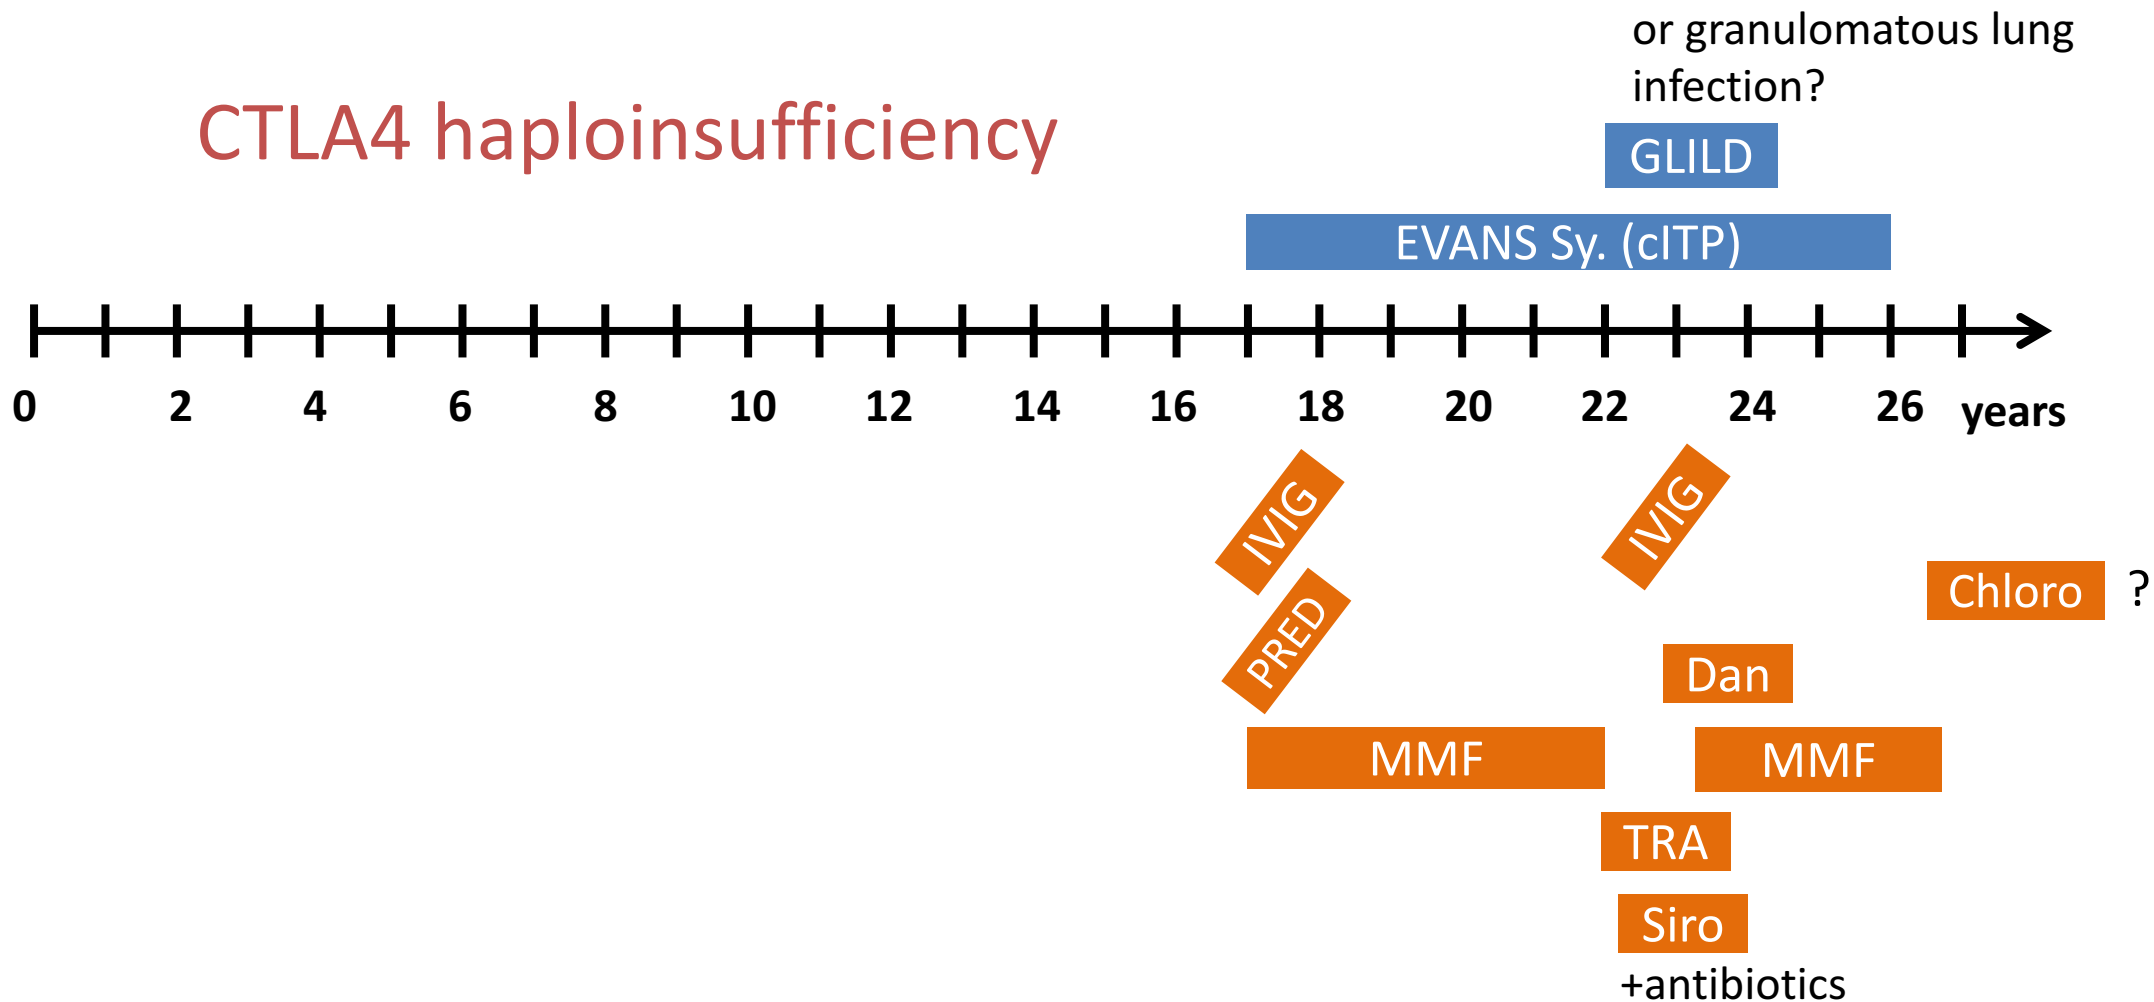 or granulomatous lung
infection?
CTLA4 haploinsufficiency
GLILD
EVANS Sy. (cITP)
0 2 4 6 8 10 12 14 16 18 20 22 24 26 years
IVIG IVIG
Chloro ?
PRED
Dan
MMF MMF
TRA
Siro
+antibiotics